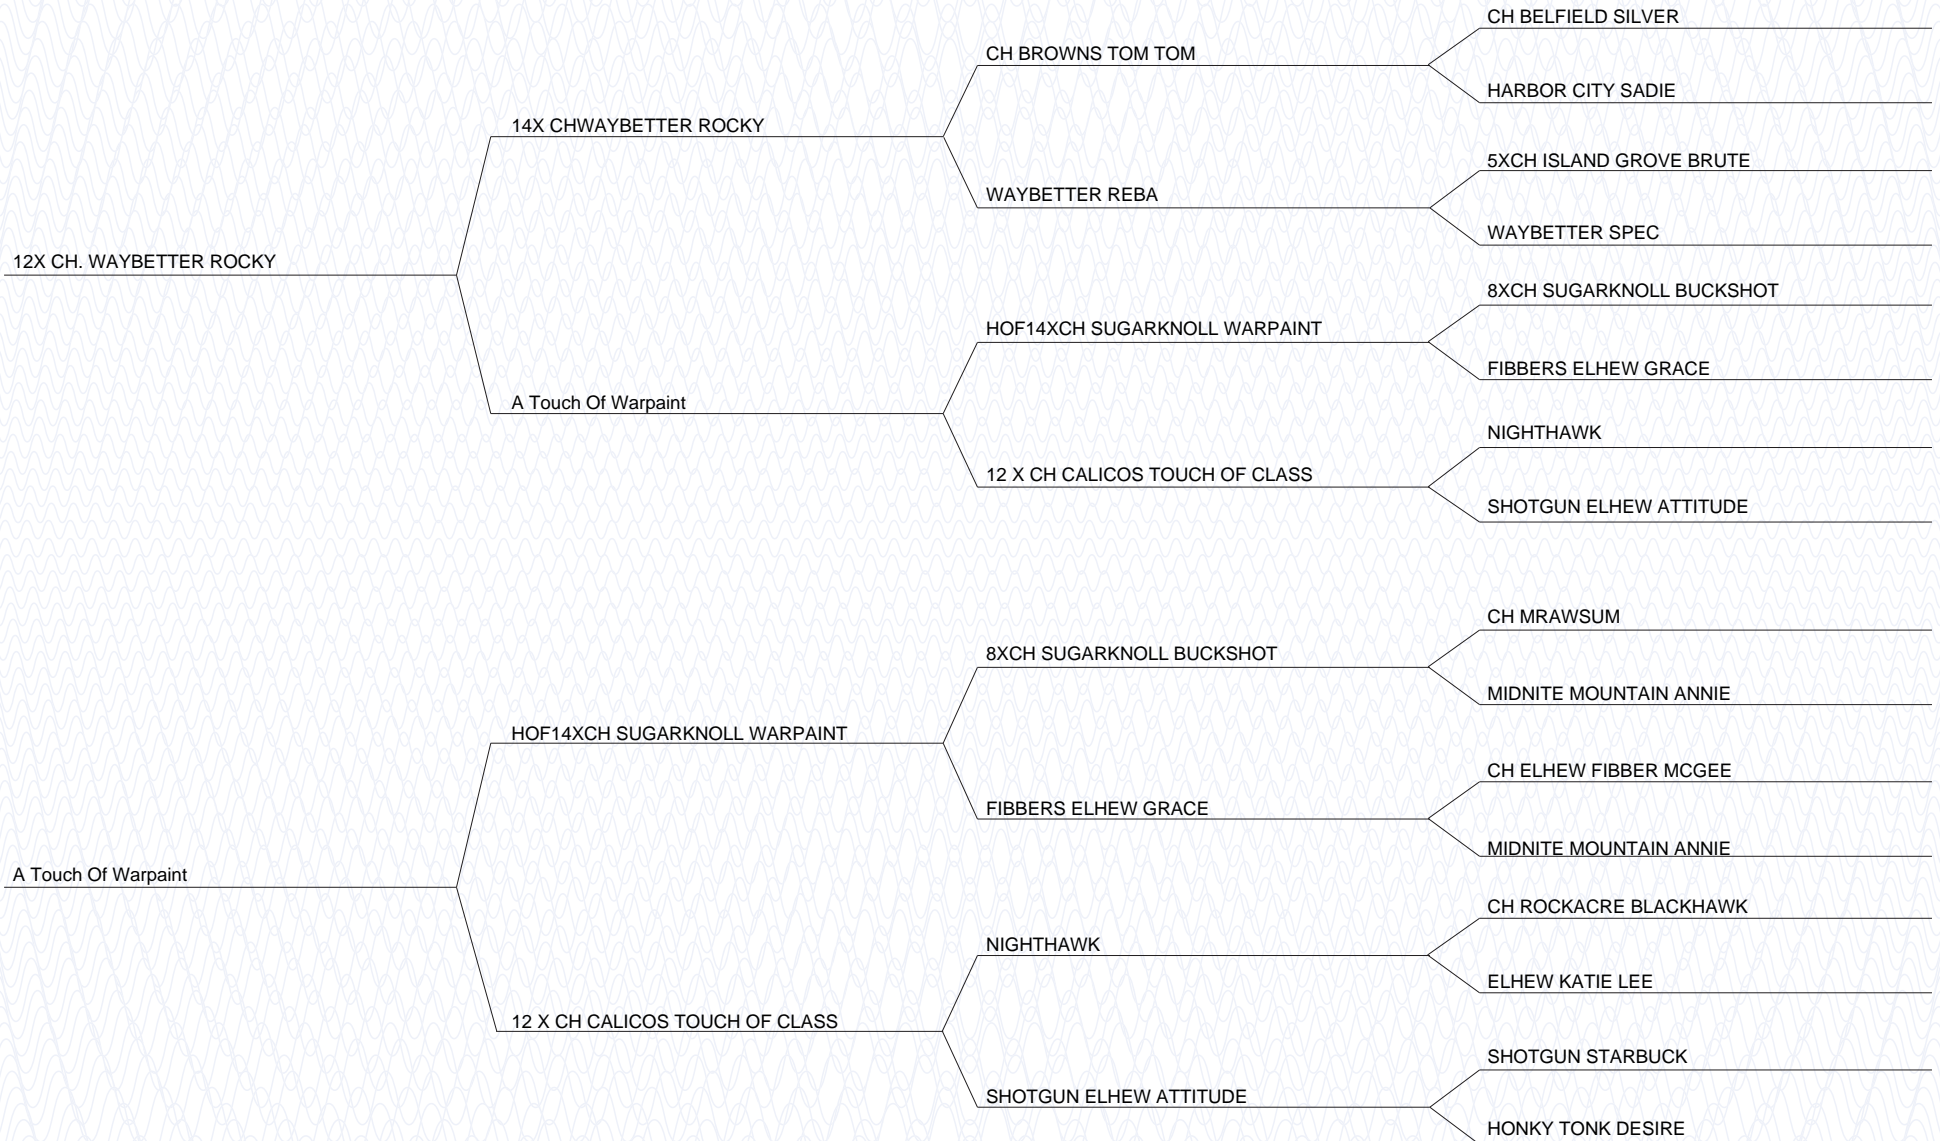 CH BELFIELD SILVER
CH BROWNS TOM TOM
HARBOR CITY SADIE
14X CHWAYBETTER ROCKY
5XCH ISLAND GROVE BRUTE
WAYBETTER REBA
WAYBETTER SPEC
12X CH. WAYBETTER ROCKY
8XCH SUGARKNOLL BUCKSHOT
HOF14XCH SUGARKNOLL WARPAINT
FIBBERS ELHEW GRACE
A Touch Of Warpaint
NIGHTHAWK
12 X CH CALICOS TOUCH OF CLASS
SHOTGUN ELHEW ATTITUDE
CH MRAWSUM
8XCH SUGARKNOLL BUCKSHOT
MIDNITE MOUNTAIN ANNIE
HOF14XCH SUGARKNOLL WARPAINT
CH ELHEW FIBBER MCGEE
FIBBERS ELHEW GRACE
MIDNITE MOUNTAIN ANNIE
A Touch Of Warpaint
CH ROCKACRE BLACKHAWK
NIGHTHAWK
ELHEW KATIE LEE
12 X CH CALICOS TOUCH OF CLASS
SHOTGUN STARBUCK
SHOTGUN ELHEW ATTITUDE
HONKY TONK DESIRE